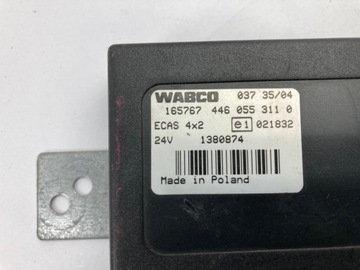 WABCO 037 35/04
165767 446 055 311 0
ECAS 4x2 e1 021832
24V 1380874
Made in Poland